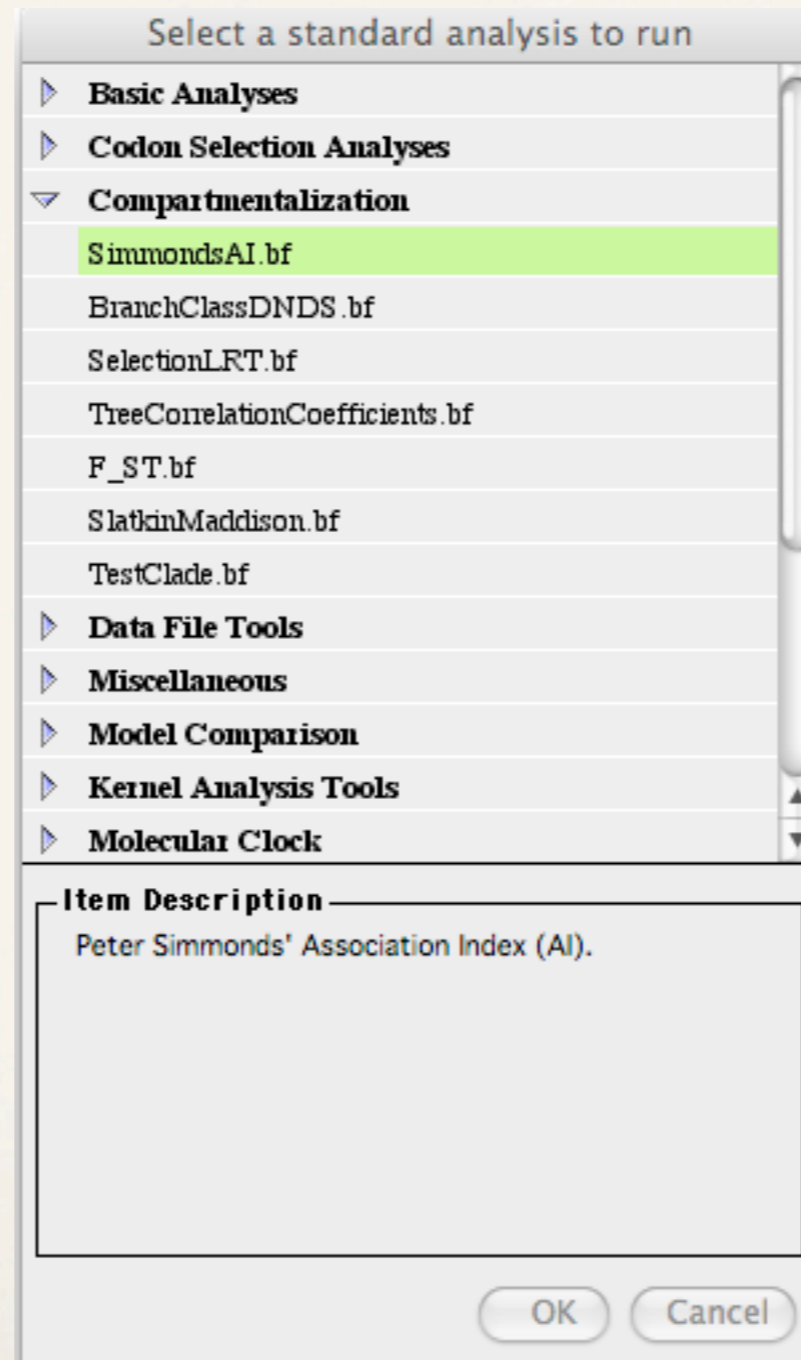 Select a standard analysis to run
Basic Analyses
Codon Selection Analyses
Compartmentalization
SimmondsAI.bf
BranchClassDNDS.bf
SelectionLRT.bf
TreeCorrelationCoefficients.bf
F_ST.bf
SlatkinMaddison.bf
TestClade.bf
Data File Tools
Miscellaneous
Model Comparison
Kernel Analysis Tools
Molecular Clock
Item Description
Peter Simmonds' Association Index (AI).
OK Cancel